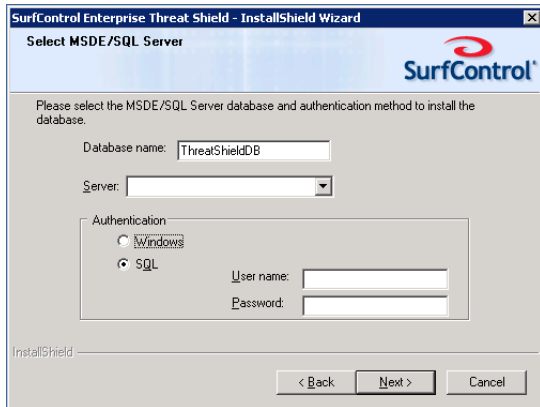 SurfControl Enterprise Threat Shield - InstallShield Wizard
Select MSDE/SQL Server
SurfControl
Please select the MSDE/SQL Server database and authentication method to install the
database.
Database name: ThreatShieldDB
Server:
Authentication
Windows
SQL
User name:
Password:
InstallShield
< Back Next > Cancel